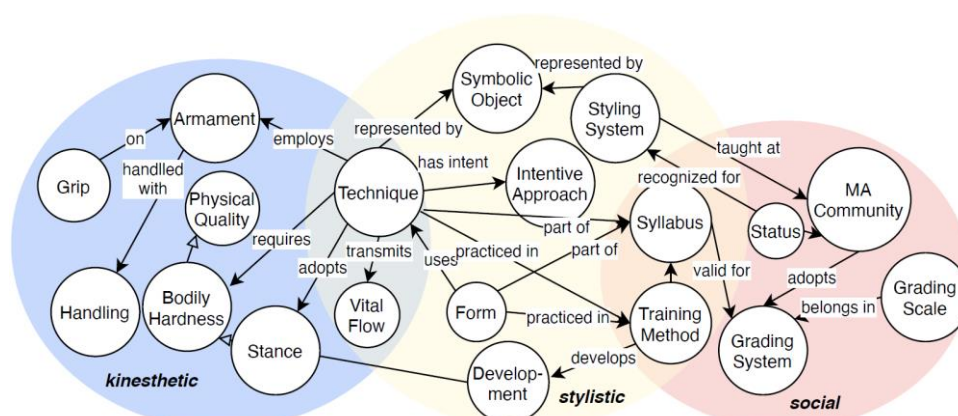 Symbolic
Object
represented by
Styling
System
Armament
on
employs
represented by
taught at
Grip
handlled
with
Physical
Quality
Technique
has intent
Intentive
Approach
recognized for
MA
Community
Syllabus
Status
requires
transmits
uses
practiced in
part of
part of
adopts
valid for
adopts
Handling
Bodily
Hardness
Vital
Flow
Form
practiced in
Training
Method
belongs in
Grading
Scale
Stance
Grading
System
develops
Develop-
ment
kinesthetic
stylistic
social